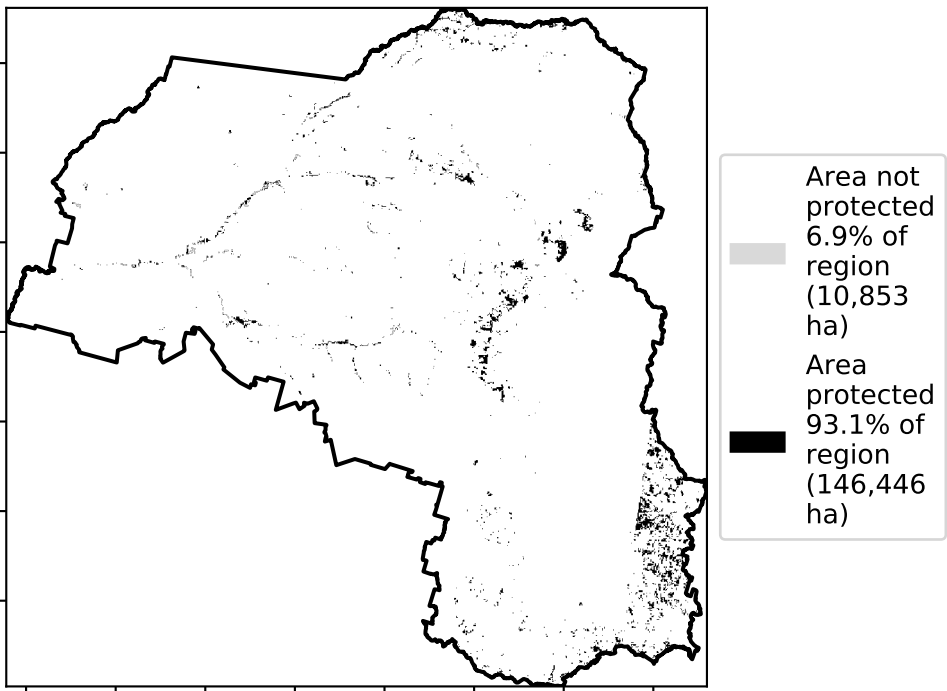 Area not
protected
6.9% of
region
(10,853
ha)
Area
protected
93.1% of
region
(146,446
ha)